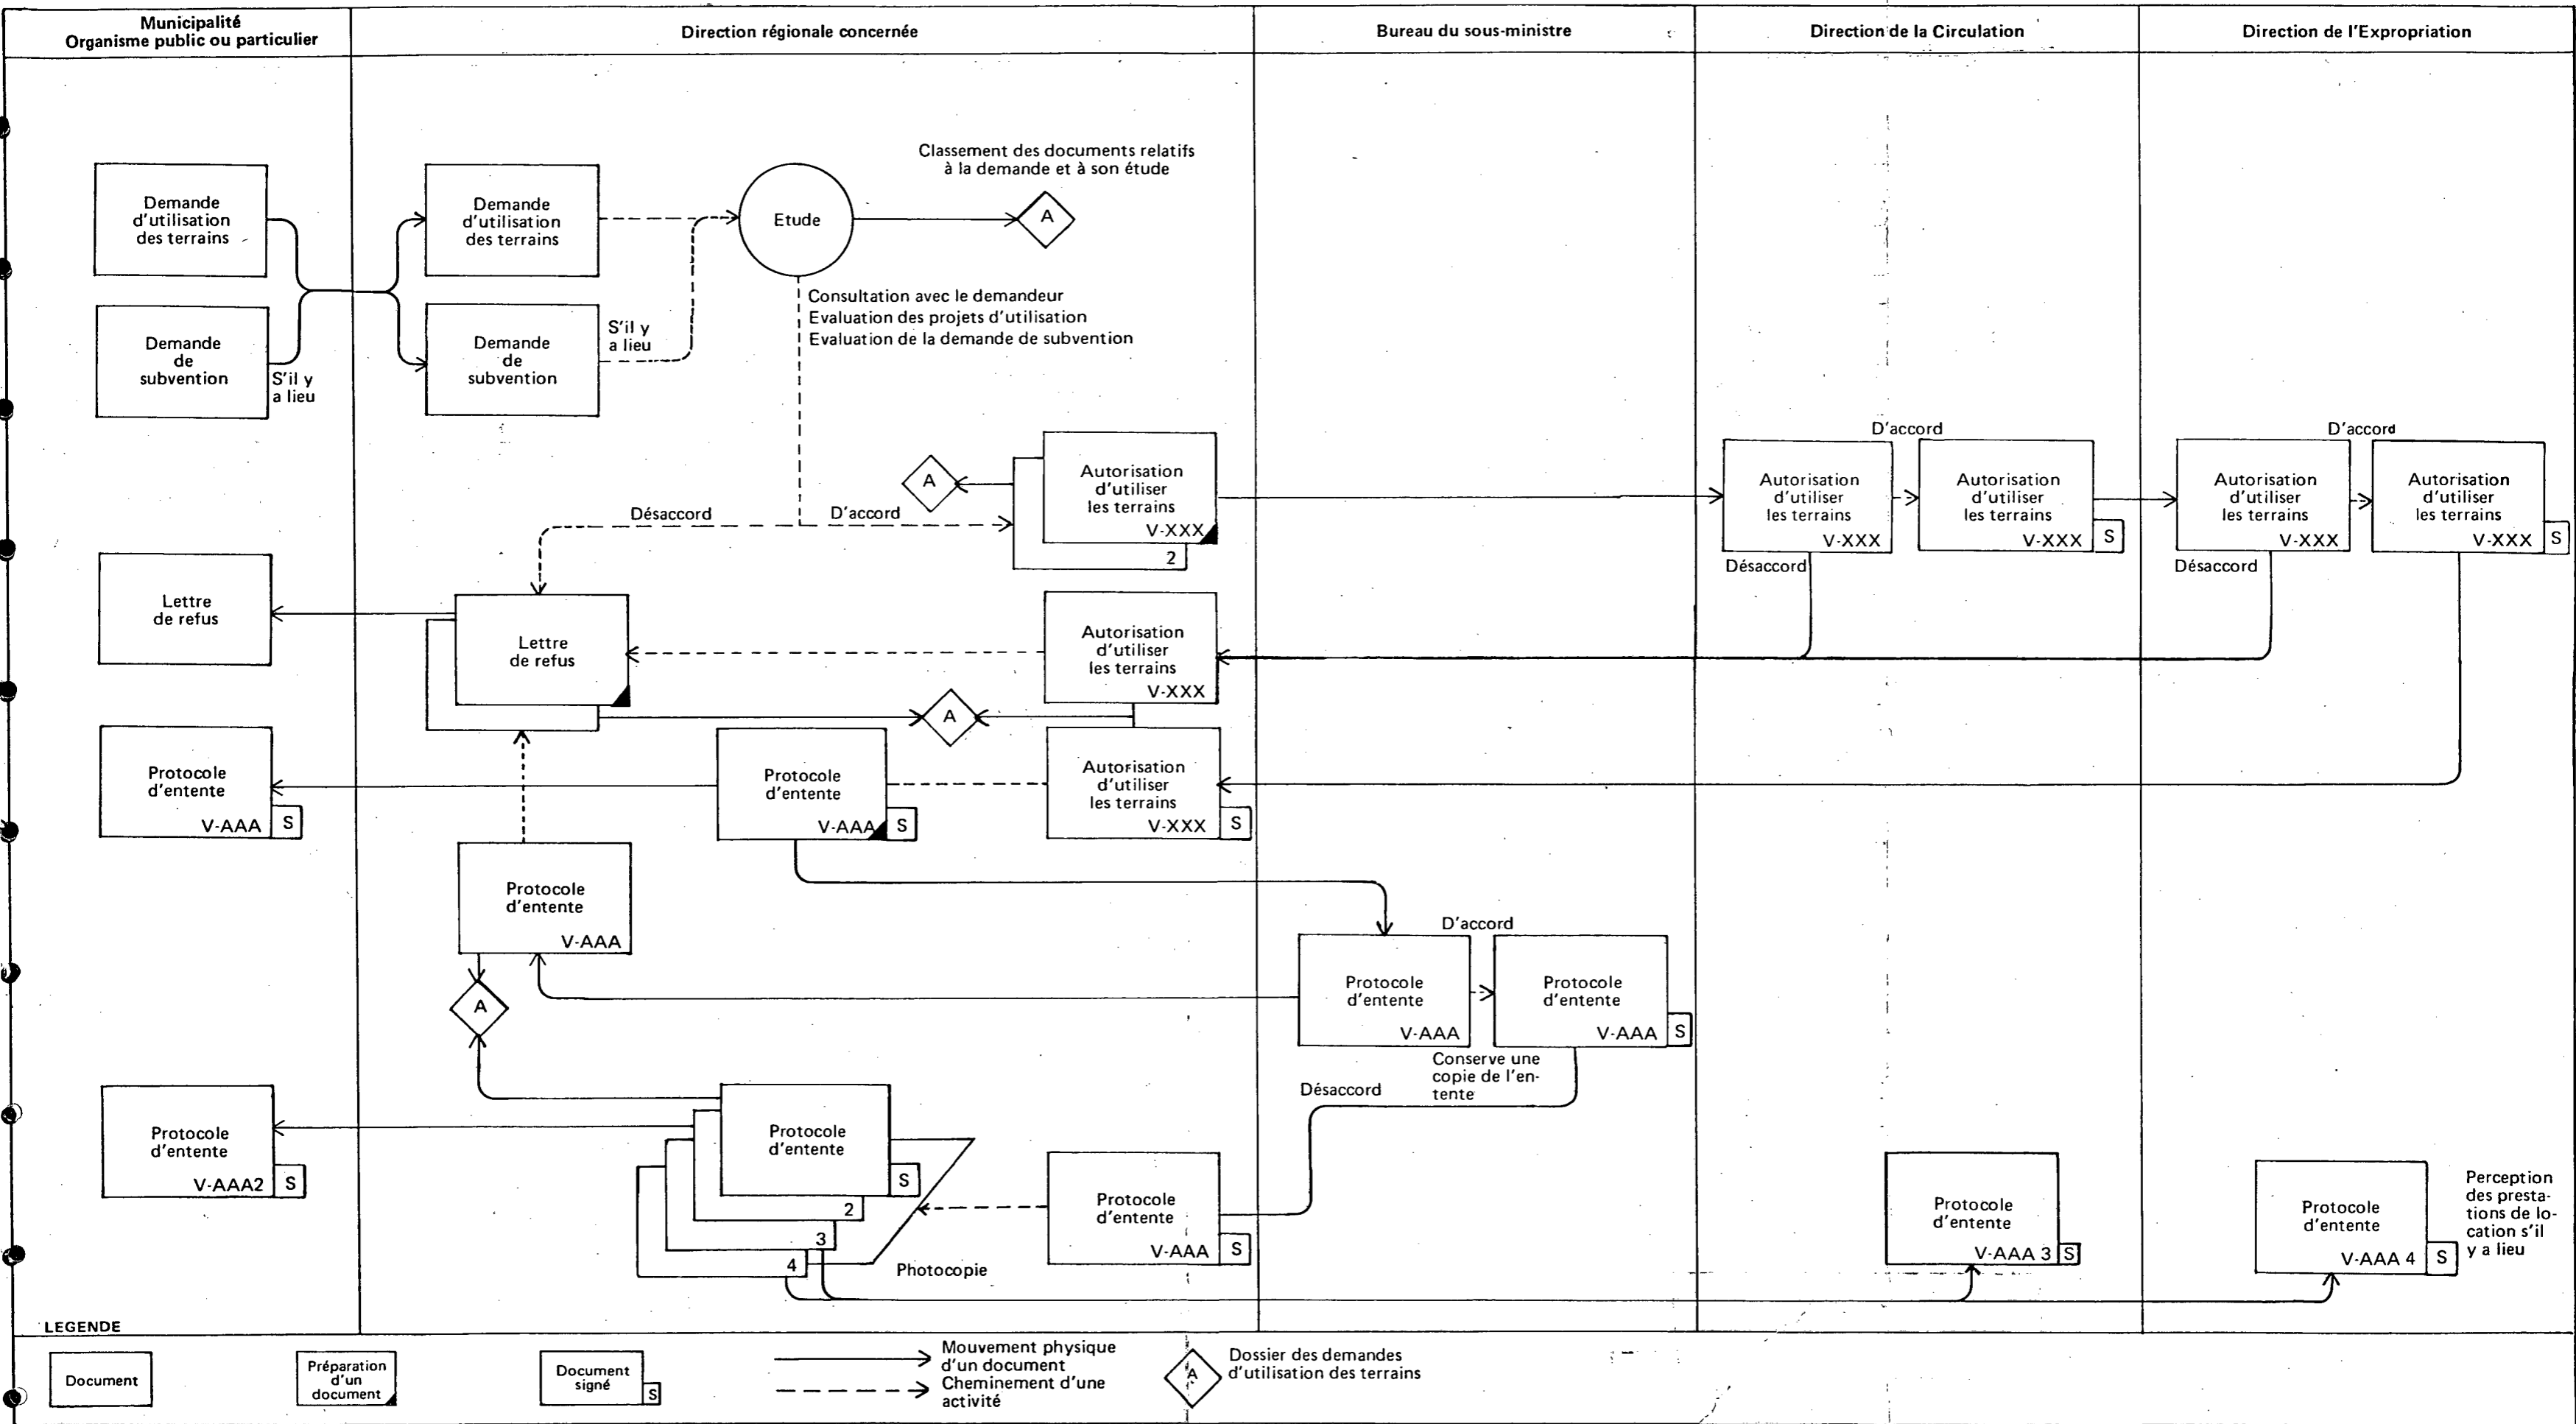 Municipalité
Organisme public ou particulier
Direction régionale concernée
Bureau du sous-ministre
Direction de la Circulation
Direction de l'Expropriation
Demande
d'utilisation
des terrains
Demande
de
subvention
S'il y
a lieu
Demande
d'utilisation
des terrains
Demande
de
subvention
S'il y
a lieu
Etude
Classement des documents relatifs
à la demande et à son étude
A
Consultation avec le demandeur
Evaluation des projets d'utilisation
Evaluation de la demande de subvention
Désaccord
D'accord
A
Autorisation
d'utiliser
les terrains
V-XXX
2
Autorisation
d'utiliser
les terrains
V-XXX
Désaccord
D'accord
Autorisation
d'utiliser
les terrains
V-XXX
S
Autorisation
d'utiliser
les terrains
V-XXX
Désaccord
D'accord
Autorisation
d'utiliser
les terrains
V-XXX
S
Lettre
de refus
Lettre
de refus
Autorisation
d'utiliser
les terrains
V-XXX
A
Protocole
d'entente
V-AAA
S
Protocole
d'entente
V-AAA
S
Autorisation
d'utiliser
les terrains
V-XXX
S
Protocole
d'entente
V-AAA
A
Protocole
d'entente
V-AAA
D'accord
Protocole
d'entente
V-AAA
S
Conserve une
copie de l'en-
tente
Désaccord
Protocole
d'entente
V-AAA2
S
Protocole
d'entente
S
2
3
4
Photocopie
Protocole
d'entente
V-AAA
S
Protocole
d'entente
V-AAA 3
S
Protocole
d'entente
V-AAA 4
S
Perception
des presta-
tions de lo-
cation s'il
y a lieu
LEGENDE
Document
Préparation
d'un
document
Document
signé
S
Mouvement physique
d'un document
Cheminement d'une
activité
A
Dossier des demandes
d'utilisation des terrains